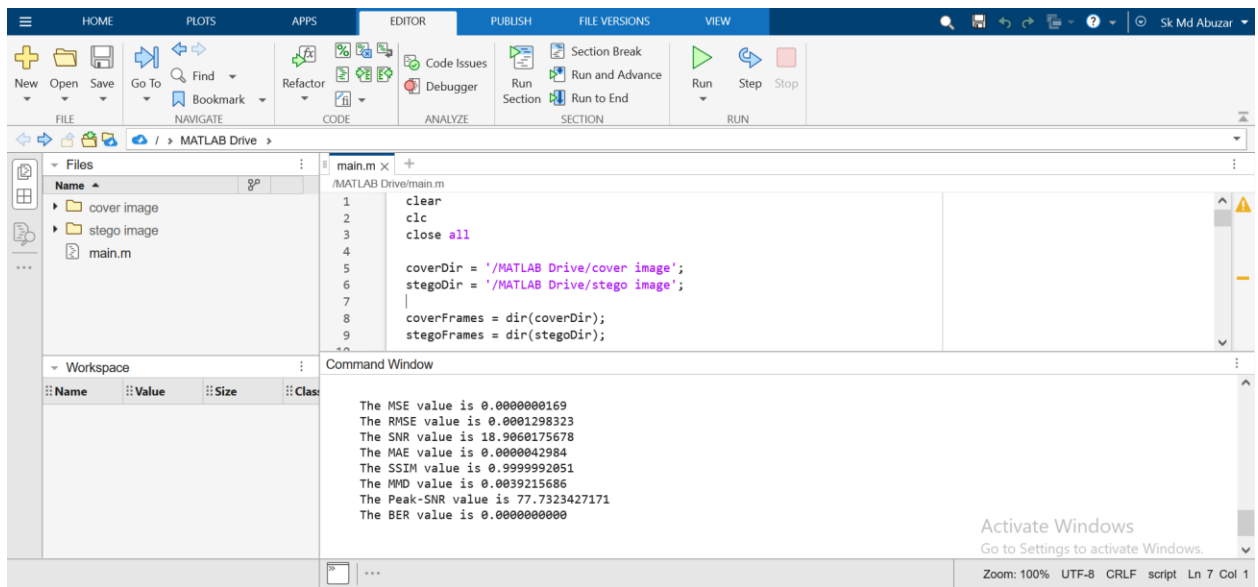 HOME PLOTS APPS EDITOR PUBLISH FILE VERSIONS VIEW Sk Md Abuzar
New Open Save Go To Find Bookmark Refactor Code Issues Debugger Run Section Section Break Run and Advance Run to End Run Step Stop
FILE NAVIGATE CODE ANALYZE SECTION RUN
/ › MATLAB Drive ›
Files
Name
cover image
stego image
main.m
Workspace
Name Value Size Class
main.m × +
/MATLAB Drive/main.m
1 clear
2 clc
3 close all
4
5 coverDir = '/MATLAB Drive/cover image';
6 stegoDir = '/MATLAB Drive/stego image';
7
8 coverFrames = dir(coverDir);
9 stegoFrames = dir(stegoDir);
10
Command Window
The MSE value is 0.0000000169
The RMSE value is 0.0001298323
The SNR value is 18.9060175678
The MAE value is 0.0000042984
The SSIM value is 0.9999992051
The MMD value is 0.0039215686
The Peak-SNR value is 77.7323427171
The BER value is 0.0000000000
Activate Windows
Go to Settings to activate Windows.
Zoom: 100% UTF-8 CRLF script Ln 7 Col 1